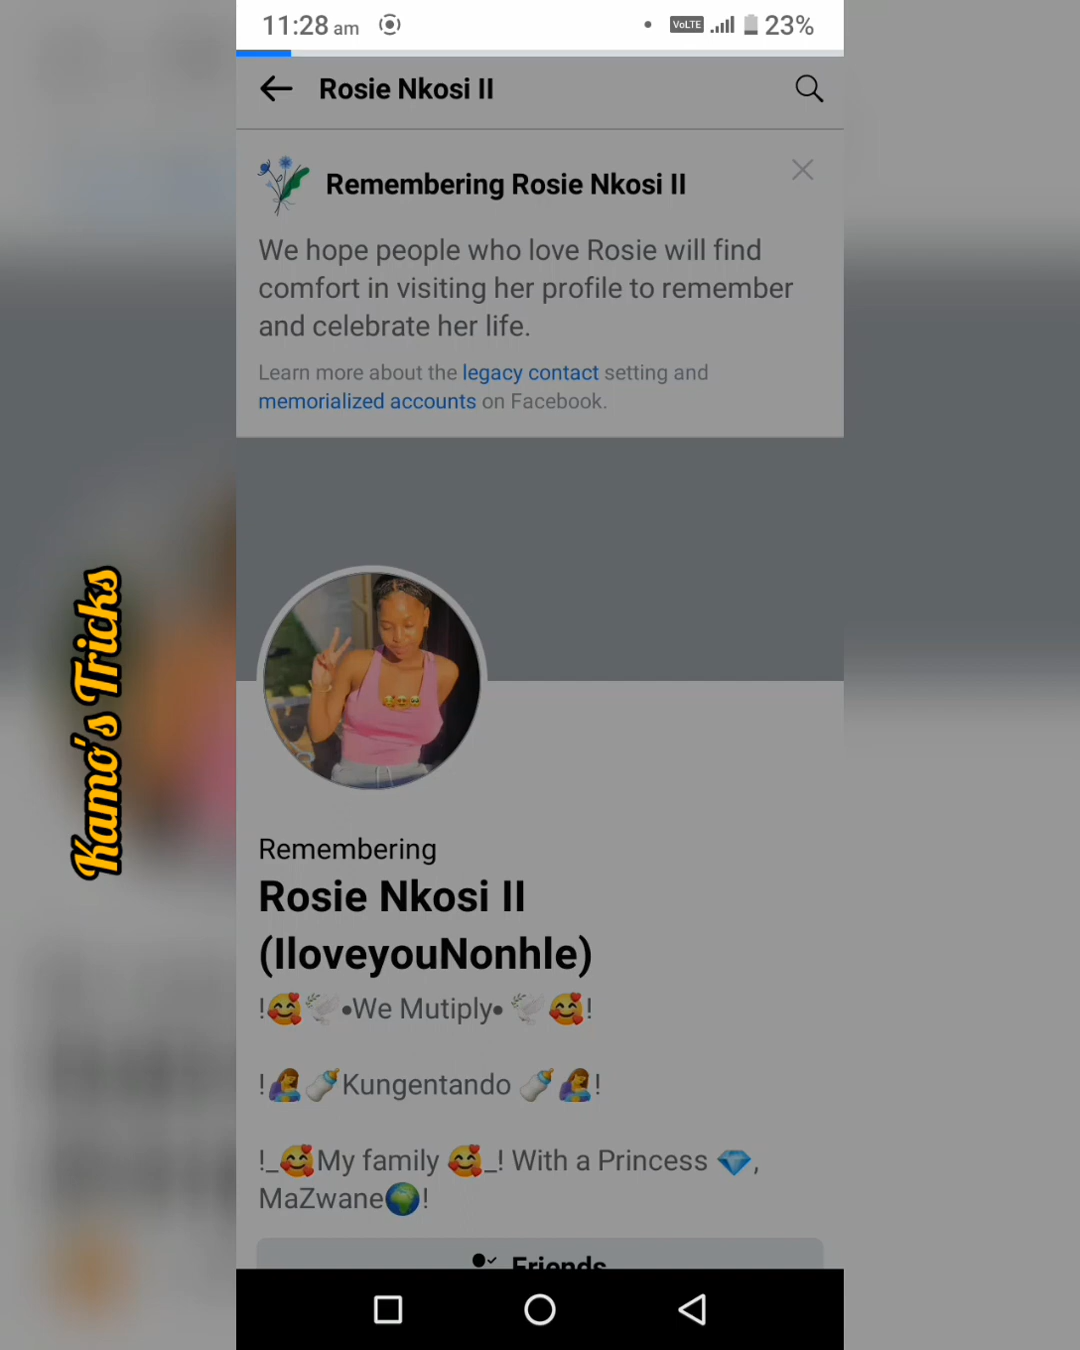 11:28 am
VoLTE 23%
Rosie Nkosi II
Remembering Rosie Nkosi II
We hope people who love Rosie will find
comfort in visiting her profile to remember
and celebrate her life.
Learn more about the legacy contact setting and
memorialized accounts on Facebook.
Kamo's Tricks
Remembering
Rosie Nkosi II
(IloveyouNonhle)
!🥰🕊️•We Mutiply•🕊️🥰!
!🤱🍼Kungentando 🍼🤱!
!_🥰My family 🥰_! With a Princess 💎,
MaZwane🌍!
Friends